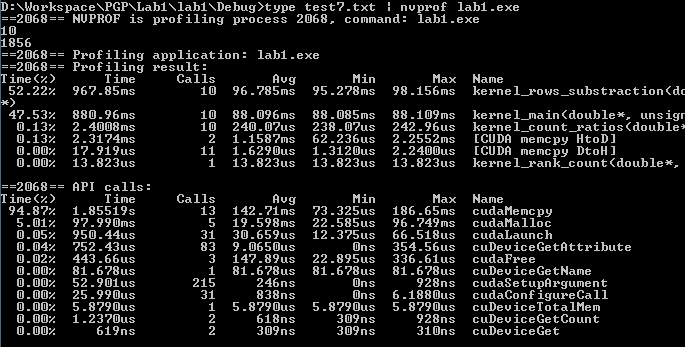 D:\Workspace\PGP\Lab1\lab1\Debug>type test7.txt | nvprof lab1.exe
==2068== NVPROF is profiling process 2068, command: lab1.exe
10
1856
==2068== Profiling application: lab1.exe
==2068== Profiling result:
Time(%) Time Calls Avg Min Max Name
52.22% 967.85ms 10 96.785ms 95.278ms 98.156ms kernel_rows_substraction(do
*)
47.53% 880.96ms 10 88.096ms 88.085ms 88.109ms kernel_main(double*, unsign
0.13% 2.4008ms 10 240.07us 238.07us 242.96us kernel_count_ratios(double*
0.13% 2.3174ms 2 1.1587ms 62.236us 2.2552ms [CUDA memcpy HtoD]
0.00% 17.919us 11 1.6290us 1.3120us 2.2400us [CUDA memcpy DtoH]
0.00% 13.823us 1 13.823us 13.823us 13.823us kernel_rank_count(double*,
==2068== API calls:
Time(%) Time Calls Avg Min Max Name
94.87% 1.85519s 13 142.71ms 73.325us 186.65ms cudaMemcpy
5.01% 97.990ms 5 19.598ms 22.585us 96.749ms cudaMalloc
0.05% 950.44us 31 30.659us 12.375us 66.518us cudaLaunch
0.04% 752.43us 83 9.0650us 0ns 354.56us cuDeviceGetAttribute
0.02% 443.66us 3 147.89us 22.895us 336.61us cudaFree
0.00% 81.678us 1 81.678us 81.678us 81.678us cuDeviceGetName
0.00% 52.901us 215 246ns 0ns 928ns cudaSetupArgument
0.00% 25.990us 31 838ns 0ns 6.1880us cudaConfigureCall
0.00% 5.8790us 1 5.8790us 5.8790us 5.8790us cuDeviceTotalMem
0.00% 1.2370us 2 618ns 309ns 928ns cuDeviceGetCount
0.00% 619ns 2 309ns 309ns 310ns cuDeviceGet